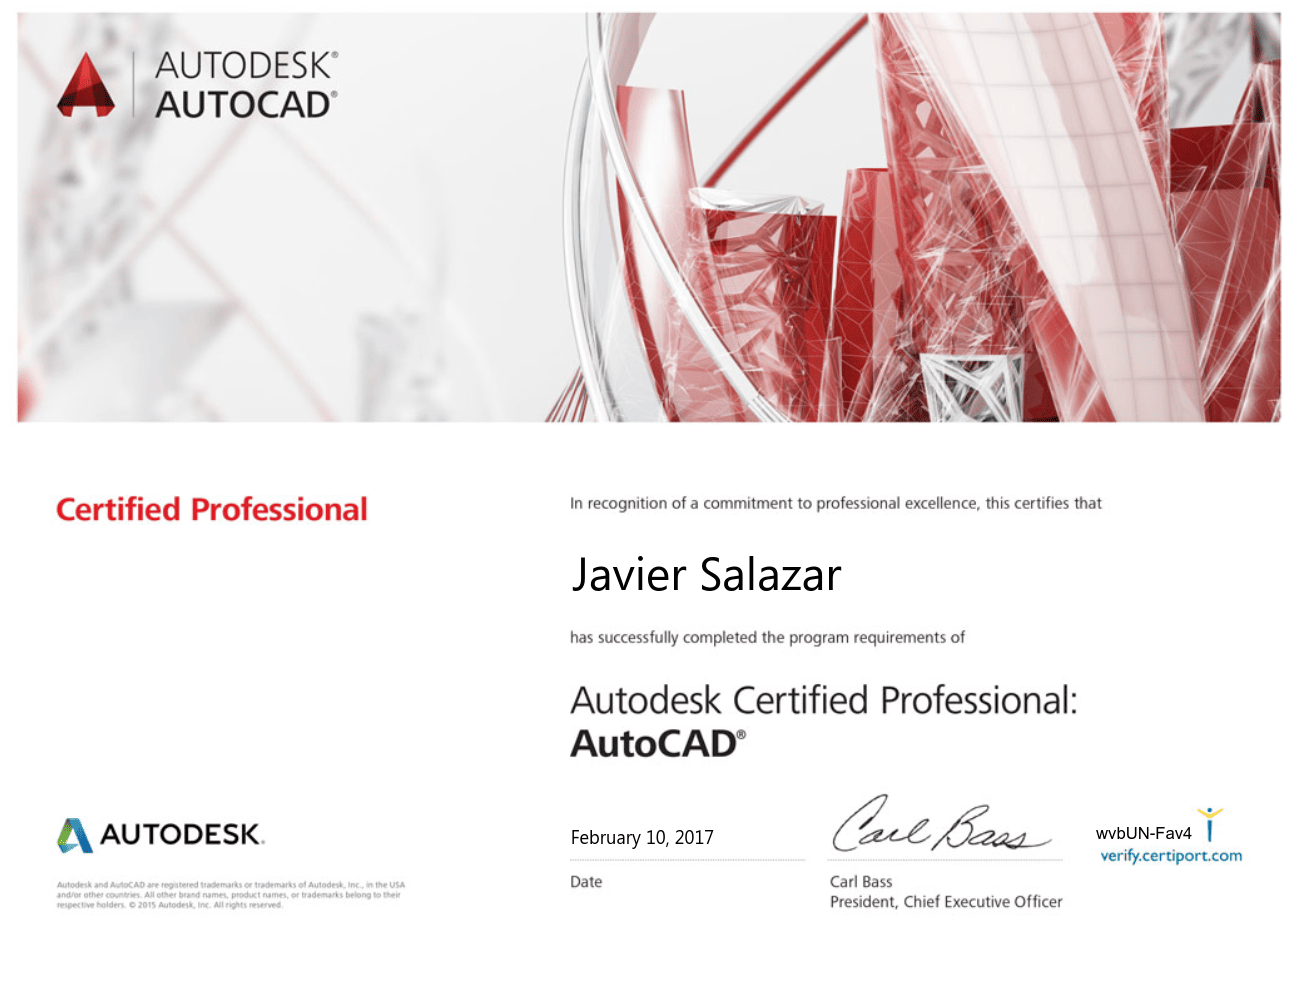 AUTODESK®
AUTOCAD®
Certified Professional
In recognition of a commitment to professional excellence, this certifies that
Javier Salazar
has successfully completed the program requirements of
Autodesk Certified Professional:
AutoCAD®
AUTODESK.
Autodesk and AutoCAD are registered trademarks or trademarks of Autodesk, Inc., in the USA
and/or other countries. All other brand names, product names, or trademarks belong to their
respective holders. © 2015 Autodesk, Inc. All rights reserved.
February 10, 2017
Date
Carl Bass
Carl Bass
President, Chief Executive Officer
wvbUN-Fav4
verify.certiport.com